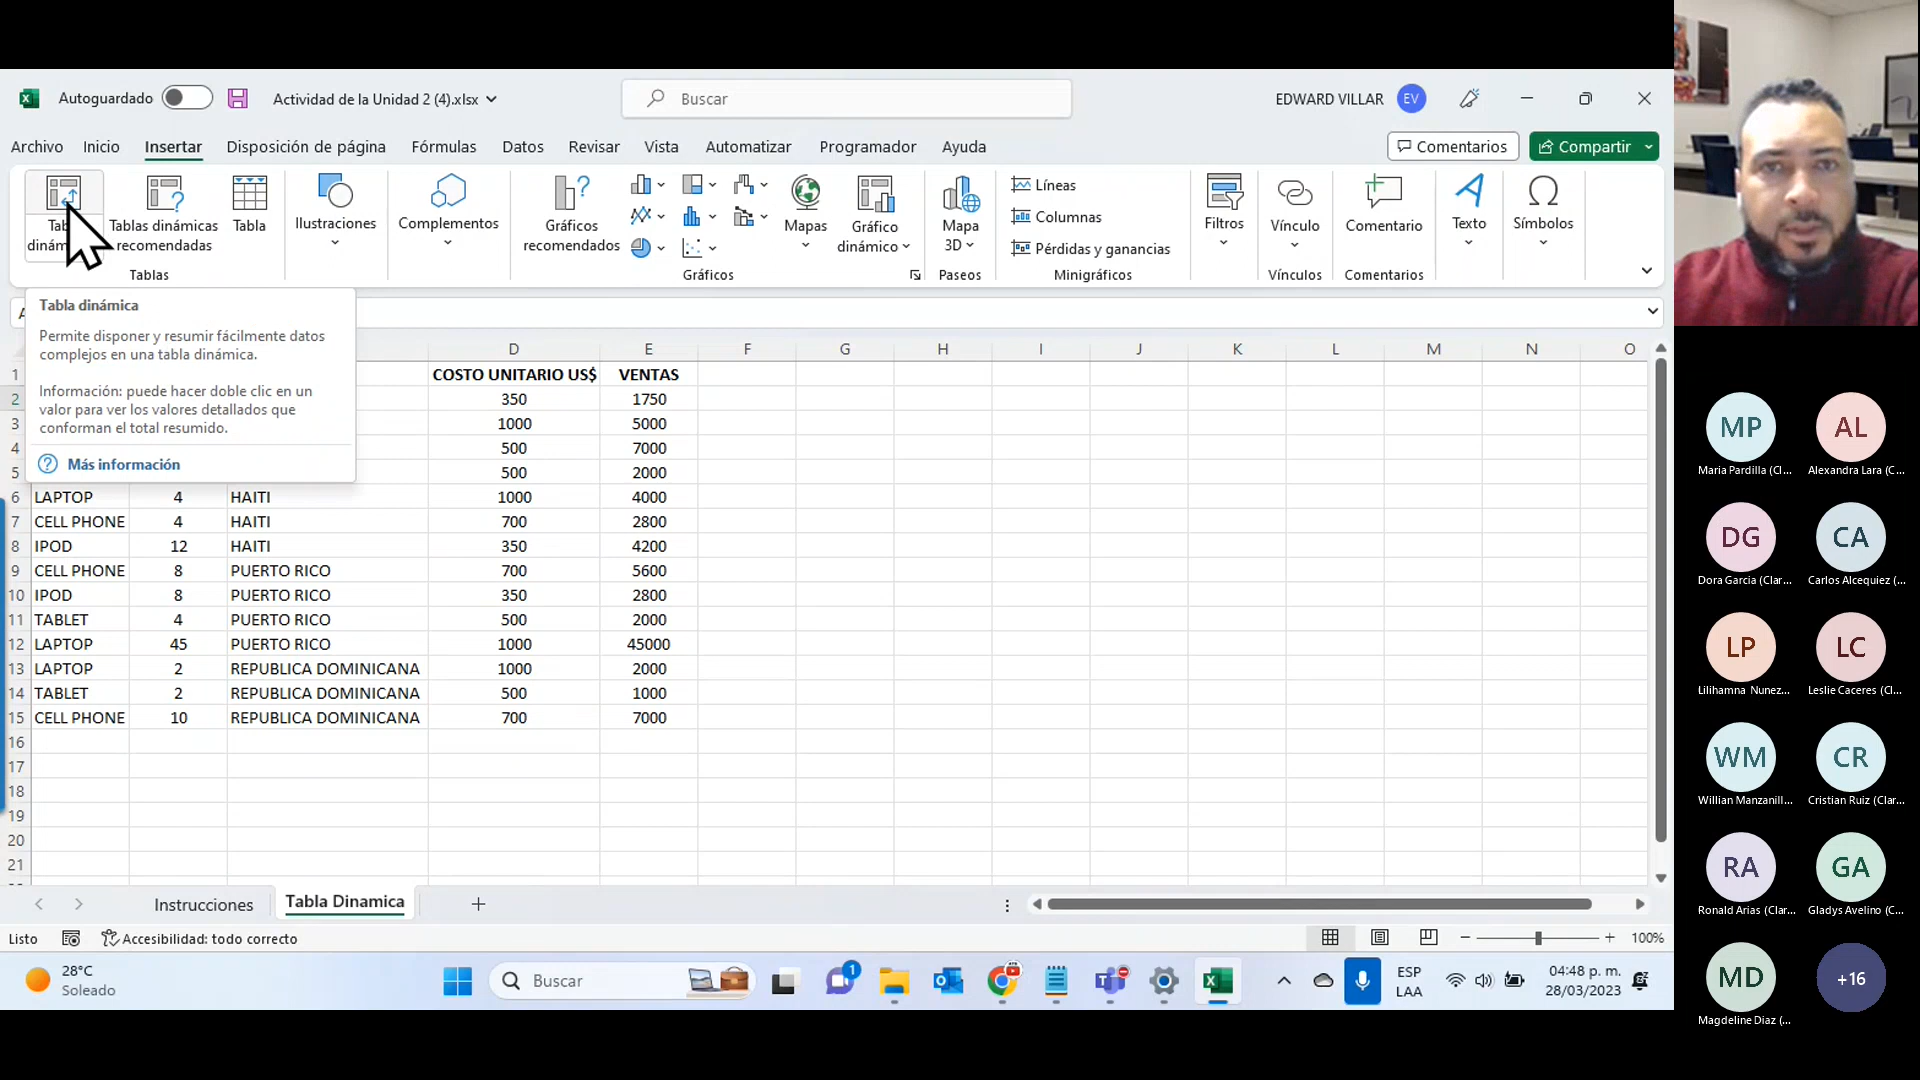 Autoguardado
Actividad de la Unidad 2 (4).xlsx
Buscar
EDWARD VILLAR
EV
Archivo Inicio Insertar Disposición de página Fórmulas Datos Revisar Vista Automatizar Programador Ayuda
Comentarios
Compartir
Tablas dinámicas recomendadas
Tabla
Ilustraciones
Complementos
Gráficos recomendados
Mapas
Gráfico dinámico
Mapa 3D
Líneas
Columnas
Pérdidas y ganancias
Filtros
Vínculo
Comentario
Texto
Símbolos
Tablas
Gráficos
Paseos
Minigráficos
Vínculos
Comentarios
Tabla dinámica
Permite disponer y resumir fácilmente datos
complejos en una tabla dinámica.
Información: puede hacer doble clic en un
valor para ver los valores detallados que
conforman el total resumido.
Más información
D E F G H I J K L M N O
1 COSTO UNITARIO US$ VENTAS
2 350 1750
3 1000 5000
4 500 7000
5 500 2000
6 LAPTOP 4 HAITI 1000 4000
7 CELL PHONE 4 HAITI 700 2800
8 IPOD 12 HAITI 350 4200
9 CELL PHONE 8 PUERTO RICO 700 5600
10 IPOD 8 PUERTO RICO 350 2800
11 TABLET 4 PUERTO RICO 500 2000
12 LAPTOP 45 PUERTO RICO 1000 45000
13 LAPTOP 2 REPUBLICA DOMINICANA 1000 2000
14 TABLET 2 REPUBLICA DOMINICANA 500 1000
15 CELL PHONE 10 REPUBLICA DOMINICANA 700 7000
16
17
18
19
20
21
Instrucciones
Tabla Dinamica
Listo
Accesibilidad: todo correcto
100%
28°C
Soleado
Buscar
1
ESP
LAA
04:48 p. m.
28/03/2023
MP AL
Maria Pardilla (Cl... Alexandra Lara (C...
DG CA
Dora Garcia (Clar... Carlos Alcequiez (...
LP LC
Lilihamna Nunez... Leslie Caceres (Cl...
WM CR
Willian Manzanill... Cristian Ruiz (Clar...
RA GA
Ronald Arias (Clar... Gladys Avelino (C...
MD +16
Magdeline Diaz (...